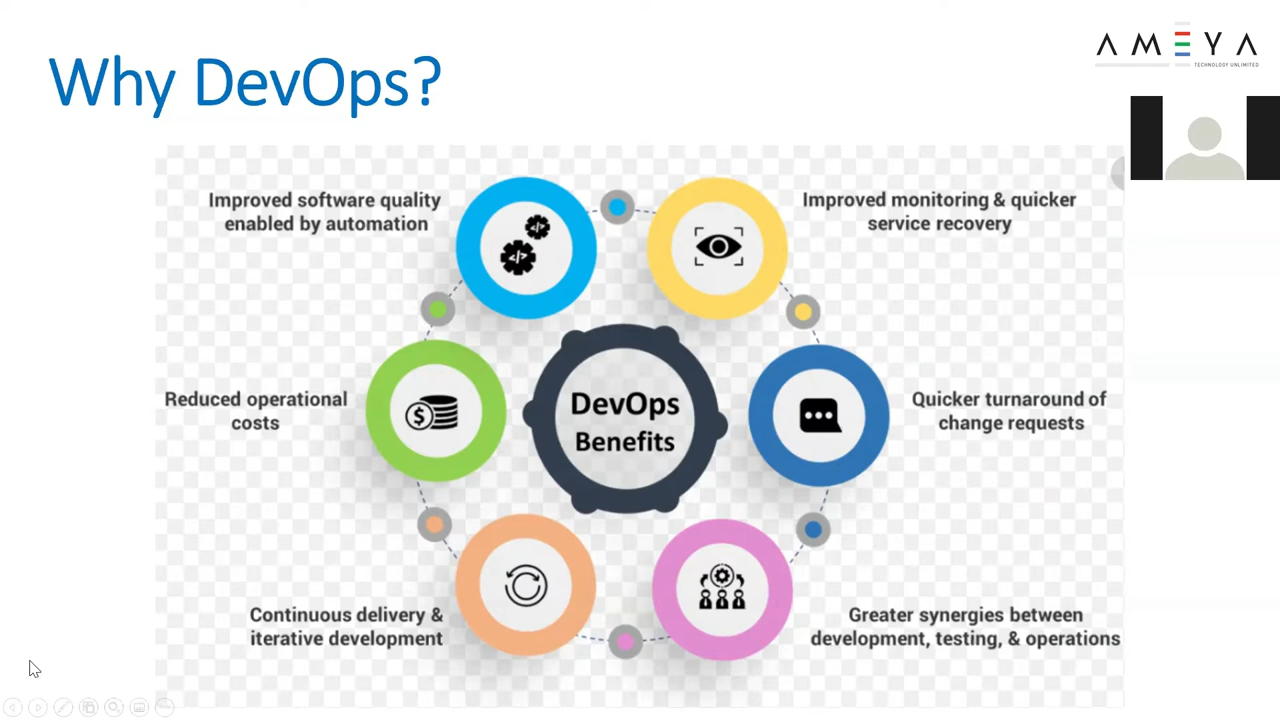 Why DevOps?
AMEYA
TECHNOLOGY UNLIMITED
Improved software quality
enabled by automation
Improved monitoring & quicker
service recovery
Reduced operational
costs
DevOps
Benefits
Quicker turnaround of
change requests
Continuous delivery &
iterative development
Greater synergies between
development, testing, & operations